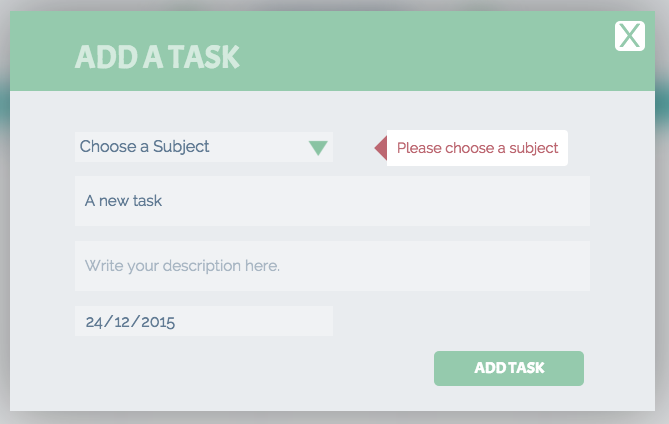 ADD A TASK
X
Choose a Subject
Please choose a subject
A new task
Write your description here.
24/12/2015
ADD TASK